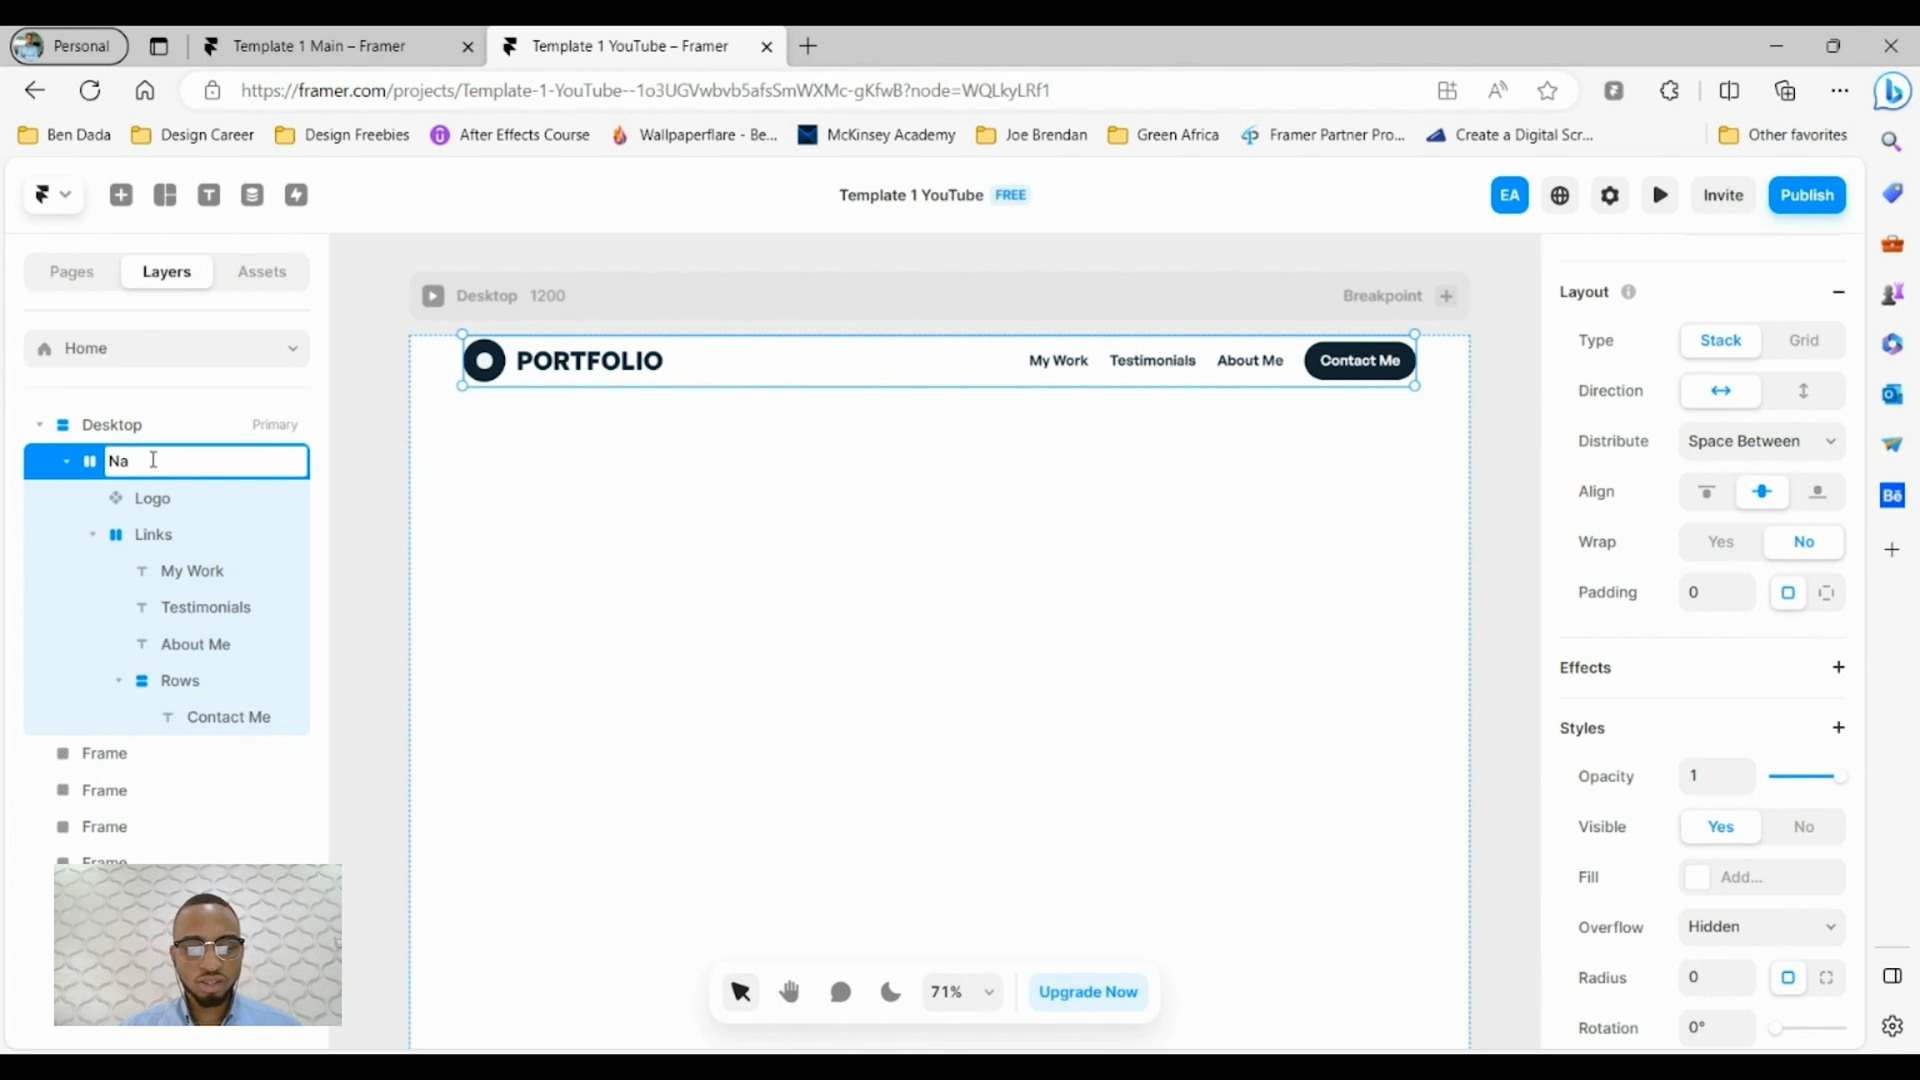 Personal
Template 1 Main – Framer
Template 1 YouTube – Framer
https://framer.com/projects/Template-1-YouTube--1o3UGVwbvb5afsSmWXMc-gKfwB?node=WQLkyLRf1
Ben Dada
Design Career
Design Freebies
After Effects Course
Wallpaperflare - Be...
McKinsey Academy
Joe Brendan
Green Africa
Framer Partner Pro...
Create a Digital Scr...
Other favorites
Template 1 YouTube FREE
EA
Invite
Publish
Pages
Layers
Assets
Home
Desktop
Primary
Na
Logo
Links
My Work
Testimonials
About Me
Rows
Contact Me
Frame
Frame
Frame
Frame
Desktop 1200
Breakpoint
PORTFOLIO
My Work
Testimonials
About Me
Contact Me
71%
Upgrade Now
Layout
Type
Stack
Grid
Direction
Distribute
Space Between
Align
Wrap
Yes
No
Padding
0
Effects
Styles
Opacity
1
Visible
Yes
No
Fill
Add...
Overflow
Hidden
Radius
0
Rotation
0°
Bē